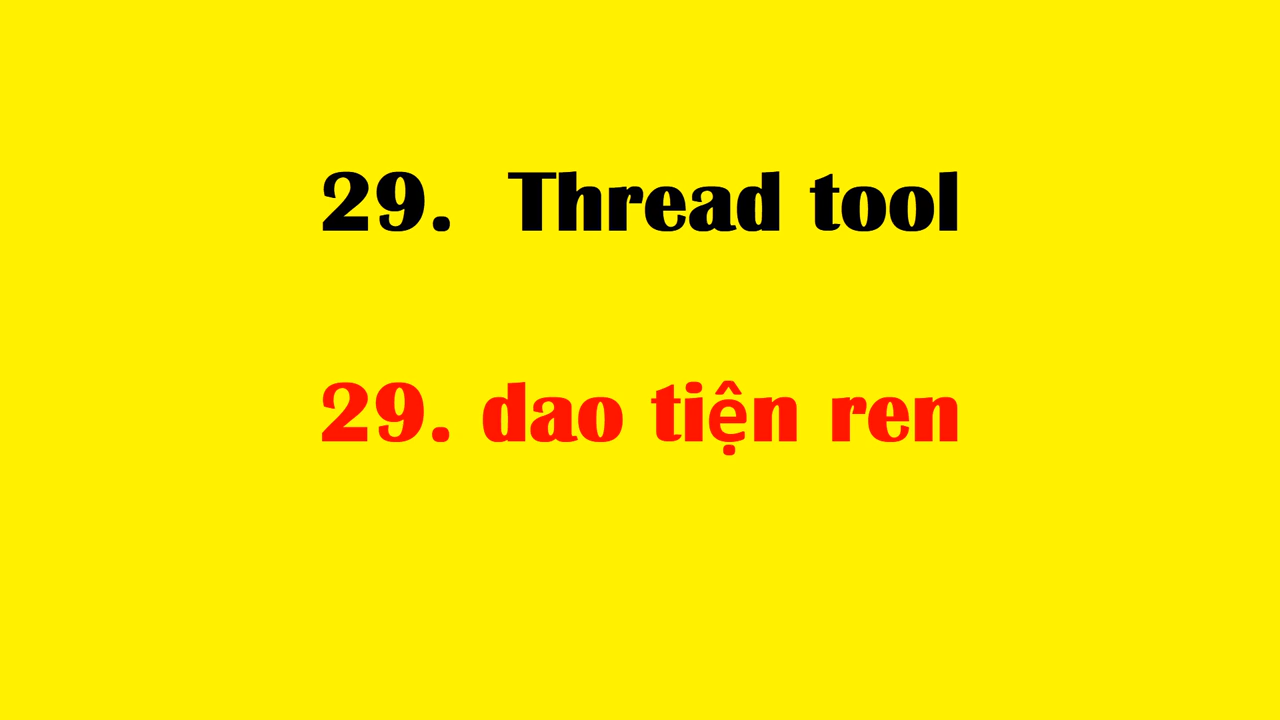 29.  Thread tool
29. dao tiện ren